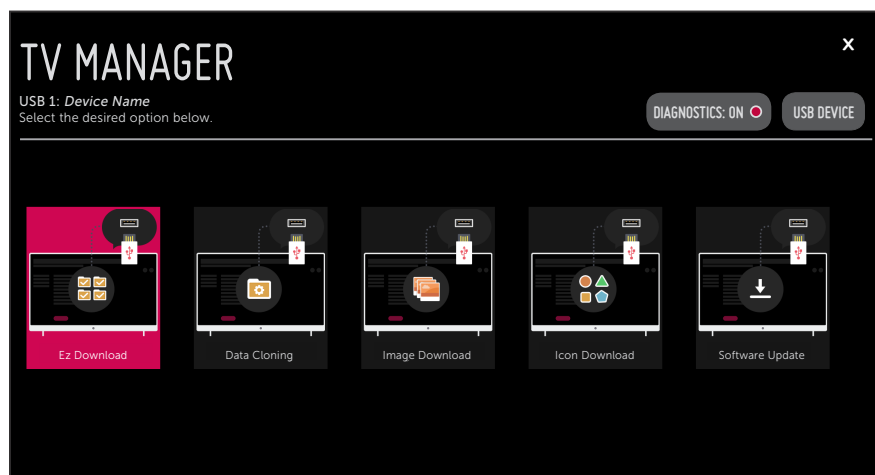 TV MANAGER
X
USB 1: Device Name
Select the desired option below.
DIAGNOSTICS: ON
USB DEVICE
Ez Download
Data Cloning
Image Download
Icon Download
Software Update